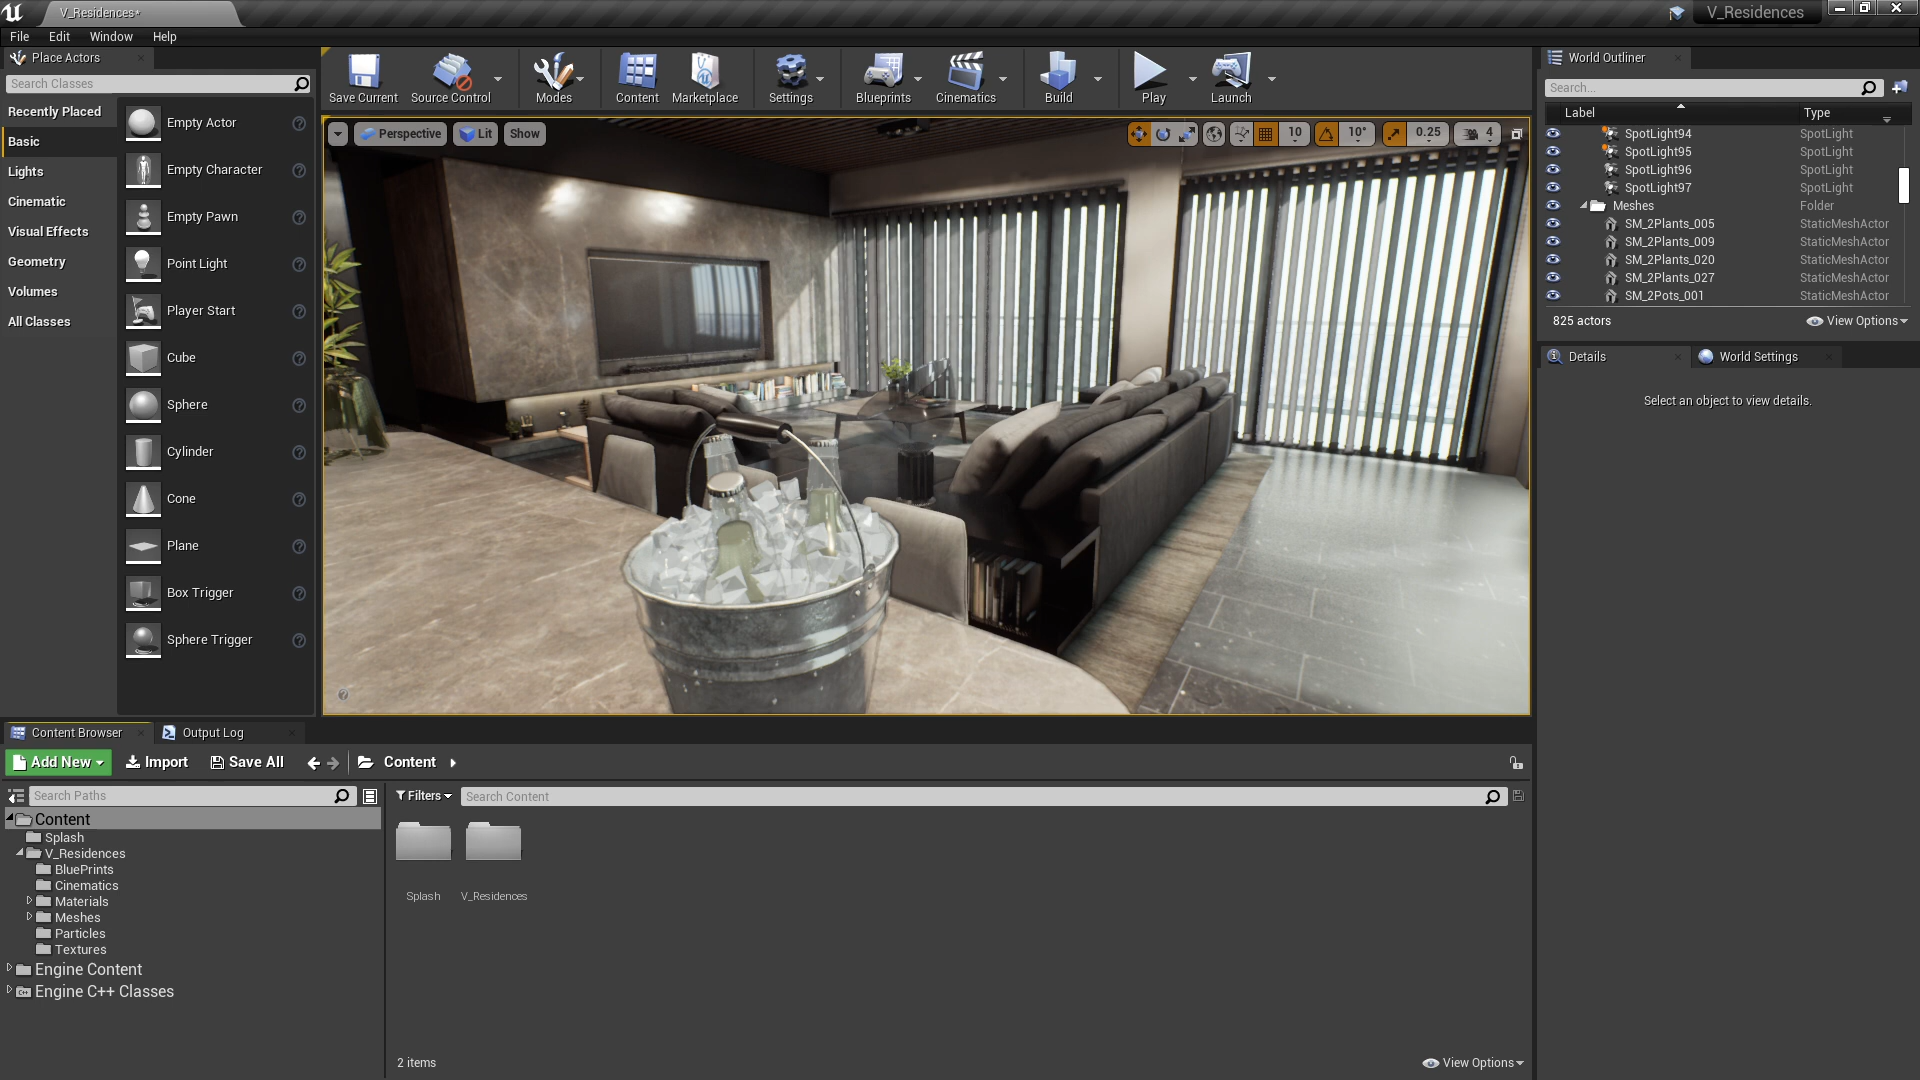 V_Residences*
V_Residences
File Edit Window Help
Place Actors
Search Classes
Recently Placed
Basic
Lights
Cinematic
Visual Effects
Geometry
Volumes
All Classes
Empty Actor
Empty Character
Empty Pawn
Point Light
Player Start
Cube
Sphere
Cylinder
Cone
Plane
Box Trigger
Sphere Trigger
Save Current
Source Control
Modes
Content
Marketplace
Settings
Blueprints
Cinematics
Build
Play
Launch
Perspective Lit Show
10 10° 0.25 4
World Outliner
Search...
Label Type
SpotLight94 SpotLight
SpotLight95 SpotLight
SpotLight96 SpotLight
SpotLight97 SpotLight
Meshes Folder
SM_2Plants_005 StaticMeshActor
SM_2Plants_009 StaticMeshActor
SM_2Plants_020 StaticMeshActor
SM_2Plants_027 StaticMeshActor
SM_2Pots_001 StaticMeshActor
825 actors View Options
Details World Settings
Select an object to view details.
Content Browser Output Log
Add New Import Save All Content
Search Paths
Content
Splash
V_Residences
BluePrints
Cinematics
Materials
Meshes
Particles
Textures
Engine Content
Engine C++ Classes
Filters Search Content
Splash V_Residences
2 items View Options